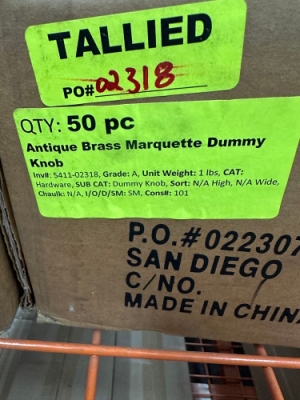 TALLIED
PO# 02318
QTY: 50 pc
Antique Brass Marquette Dummy
Knob
Inv#: 5411-02318, Grade: A, Unit Weight: 1 lbs, CAT:
Hardware, SUB CAT: Dummy Knob, Sort: N/A High, N/A Wide,
Chaulk: N/A, I/O/D/SM: SM, Cons#: 101
P.O.#022307
SAN DIEGO
C/NO.
MADE IN CHINA